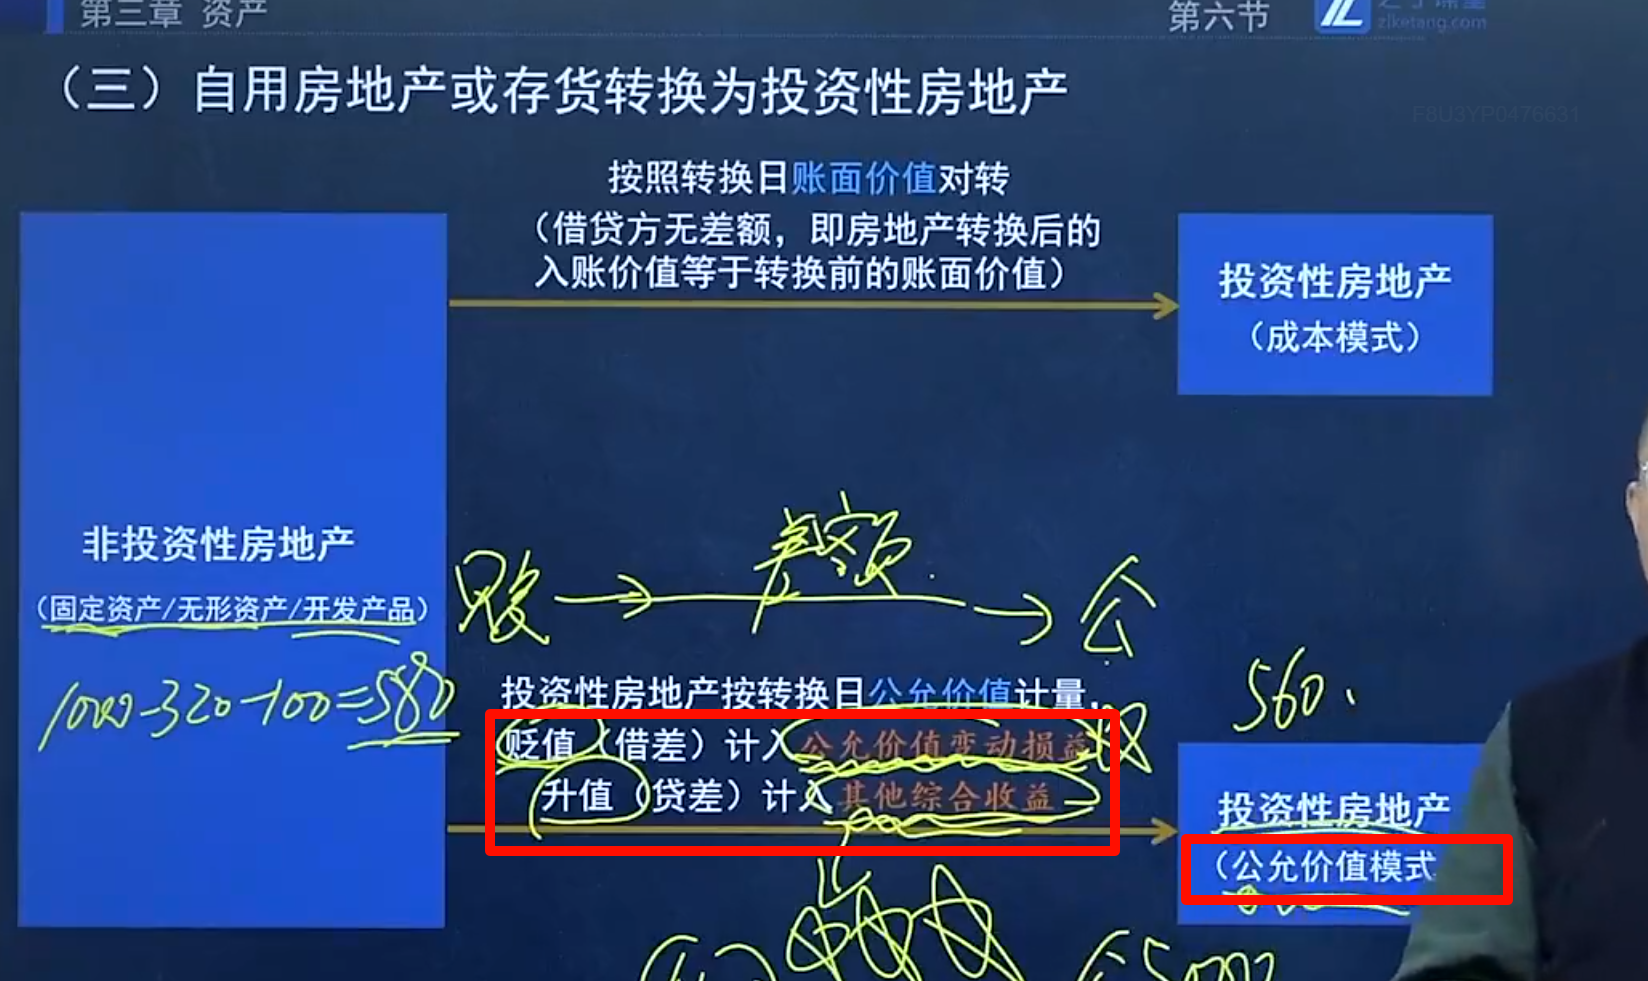 第三章 资产
第六节
ziketang.com
（三）自用房地产或存货转换为投资性房地产
F8U3YP0476631
按照转换日账面价值对转
（借贷方无差额，即房地产转换后的
入账价值等于转换前的账面价值）
投资性房地产
（成本模式）
非投资性房地产
（固定资产/无形资产/开发产品）
差额
公
1000-320-100=580
投资性房地产按转换日公允价值计量，
贬值（借差）计入公允价值变动损益
升值（贷差）计入其他综合收益
560
投资性房地产
（公允价值模式